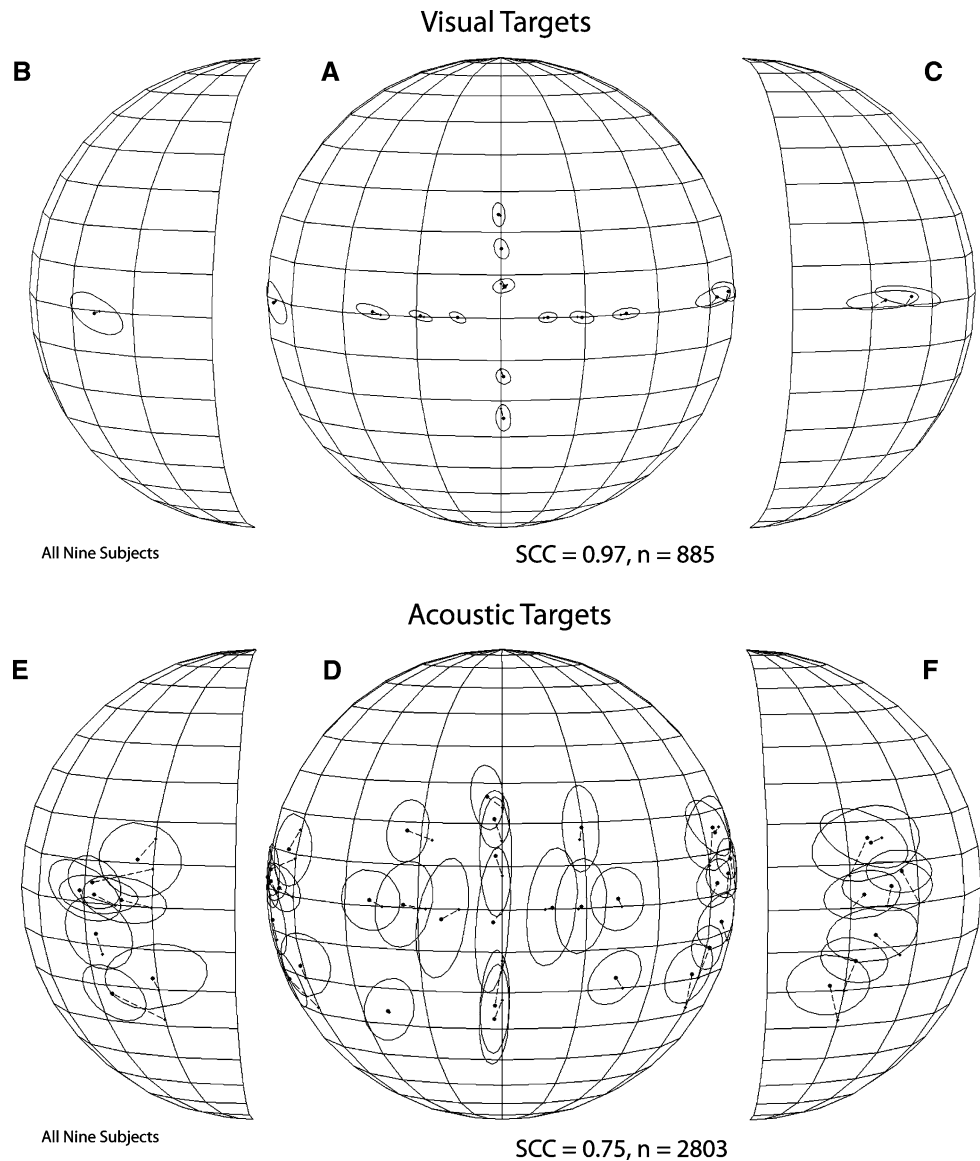 Visual Targets
B
A
C
All Nine Subjects
SCC = 0.97, n = 885
Acoustic Targets
E
D
F
All Nine Subjects
SCC = 0.75, n = 2803